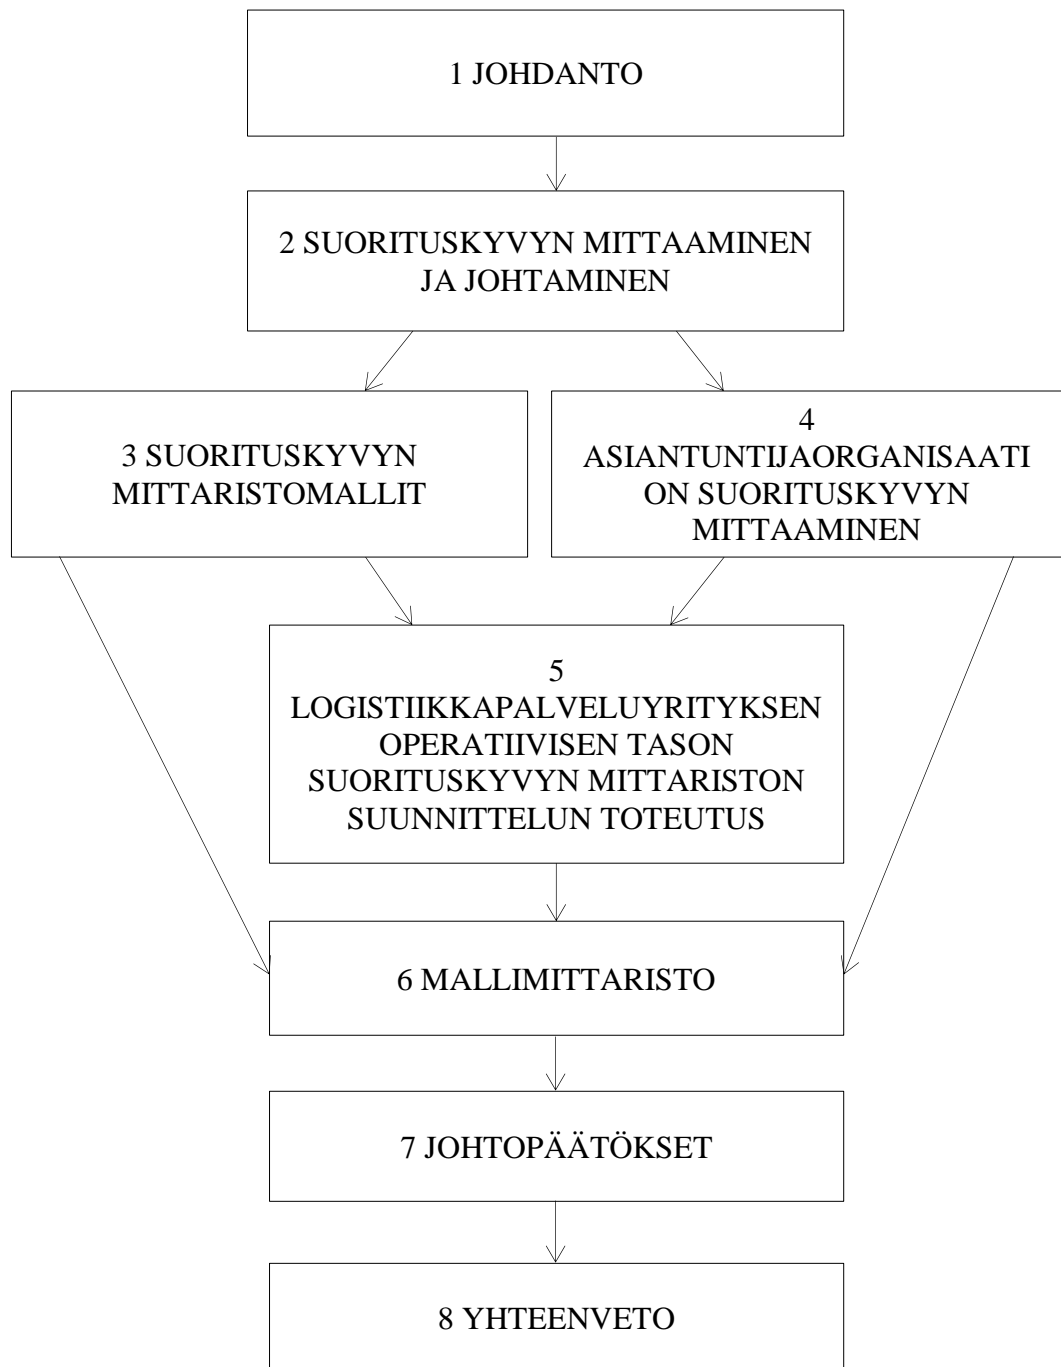 1 JOHDANTO
2 SUORITUSKYVYN MITTAAMINEN
JA JOHTAMINEN
3 SUORITUSKYVYN
MITTARISTOMALLIT
4
ASIANTUNTIJAORGANISAATI
ON SUORITUSKYVYN
MITTAAMINEN
5
LOGISTIIKKAPALVELUYRITYKSEN
OPERATIIVISEN TASON
SUORITUSKYVYN MITTARISTON
SUUNNITTELUN TOTEUTUS
6 MALLIMITTARISTO
7 JOHTOPÄÄTÖKSET
8 YHTEENVETO